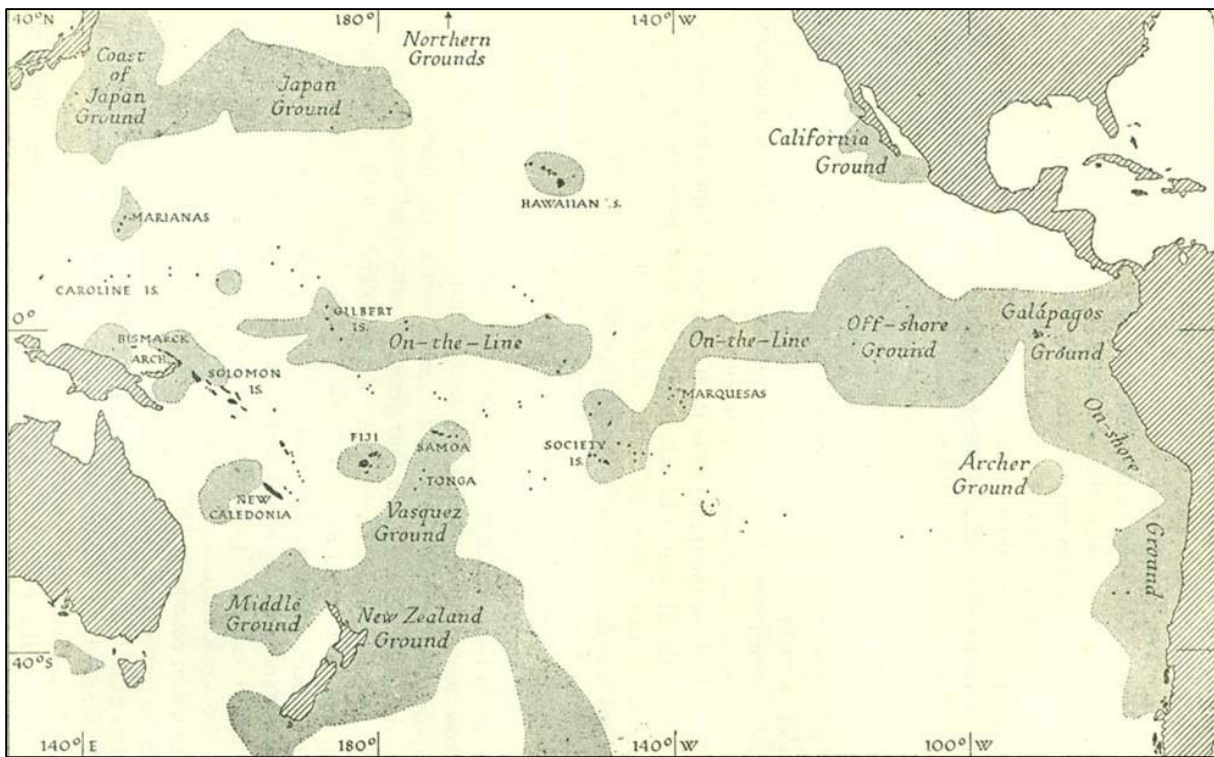 40°N
180°
140°W
↑
Northern
Grounds
Coast
of
Japan
Ground
Japan
Ground
California
Ground
HAWAIIAN IS.
MARIANAS
CAROLINE IS.
0°
GILBERT
IS.
On-the-Line
On-the-Line
Off-shore
Ground
Galápagos
Ground
BISMARCK
ARCH.
SOLOMON
IS.
MARQUESAS
On-shore
Ground
FIJI
SAMOA
SOCIETY
IS.
TONGA
Archer
Ground
NEW
CALEDONIA
Vasquez
Ground
Middle
Ground
New Zealand
Ground
40°S
140°E
180°
140°W
100°W